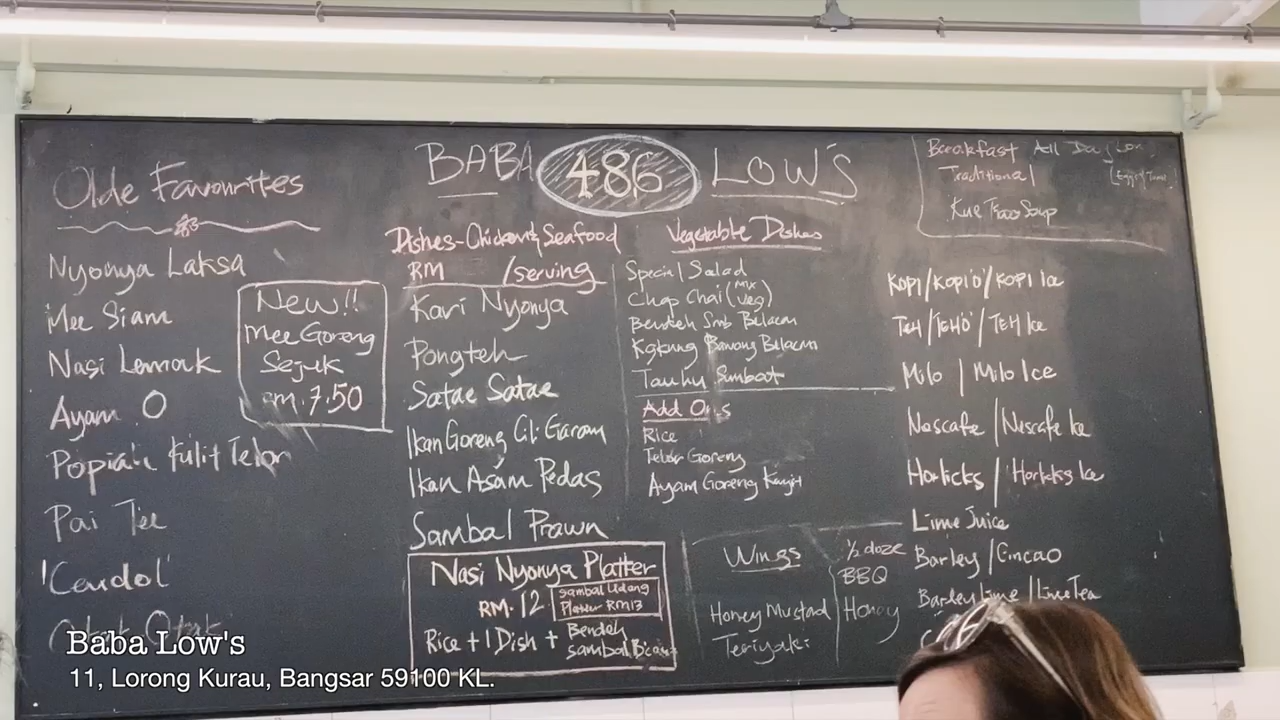 BABA 486 LOW'S
Olde Favourites
Nyonya Laksa
Mee Siam
Nasi Lemak
Ayam O
Popiah Kulit Telor
Pai Tee
'Cendol'
New!!
Mee Goreng
Sejuk
rm.7.50
Dishes-Chicken & Seafood
RM /serving
Kari Nyonya
Pongteh
Satae Satae
Ikan Goreng Cili Garam
Ikan Asam Pedas
Sambal Prawn
Nasi Nyonya Platter
RM.12
Sambal Udang
Platter RM13
Rice + 1 Dish + Bendeh
Sambal
Vegetable Dishes
Special Salad
Chap Chai (Mix Veg)
Bendeh Smb Belacan
Kgkung Bawang Belacan
Tauhu Sumbat
Add Ons
Rice
Telor Goreng
Ayam Goreng Kunyit
Wings
Honey Mustad
Teriyaki
1/2 doze
BBQ
Honey
Breakfast All Day
Traditional
Kue Teow Soup
Kopi/Kopi'O'/Kopi Ice
Teh/Teh'O'/Teh Ice
Milo / Milo Ice
Nescafe/Nescafe Ice
Horlicks/Horlicks Ice
Lime Juice
Barley/Cincao
Barley Lime/Lime Tea
Baba Low's
11, Lorong Kurau, Bangsar 59100 KL.